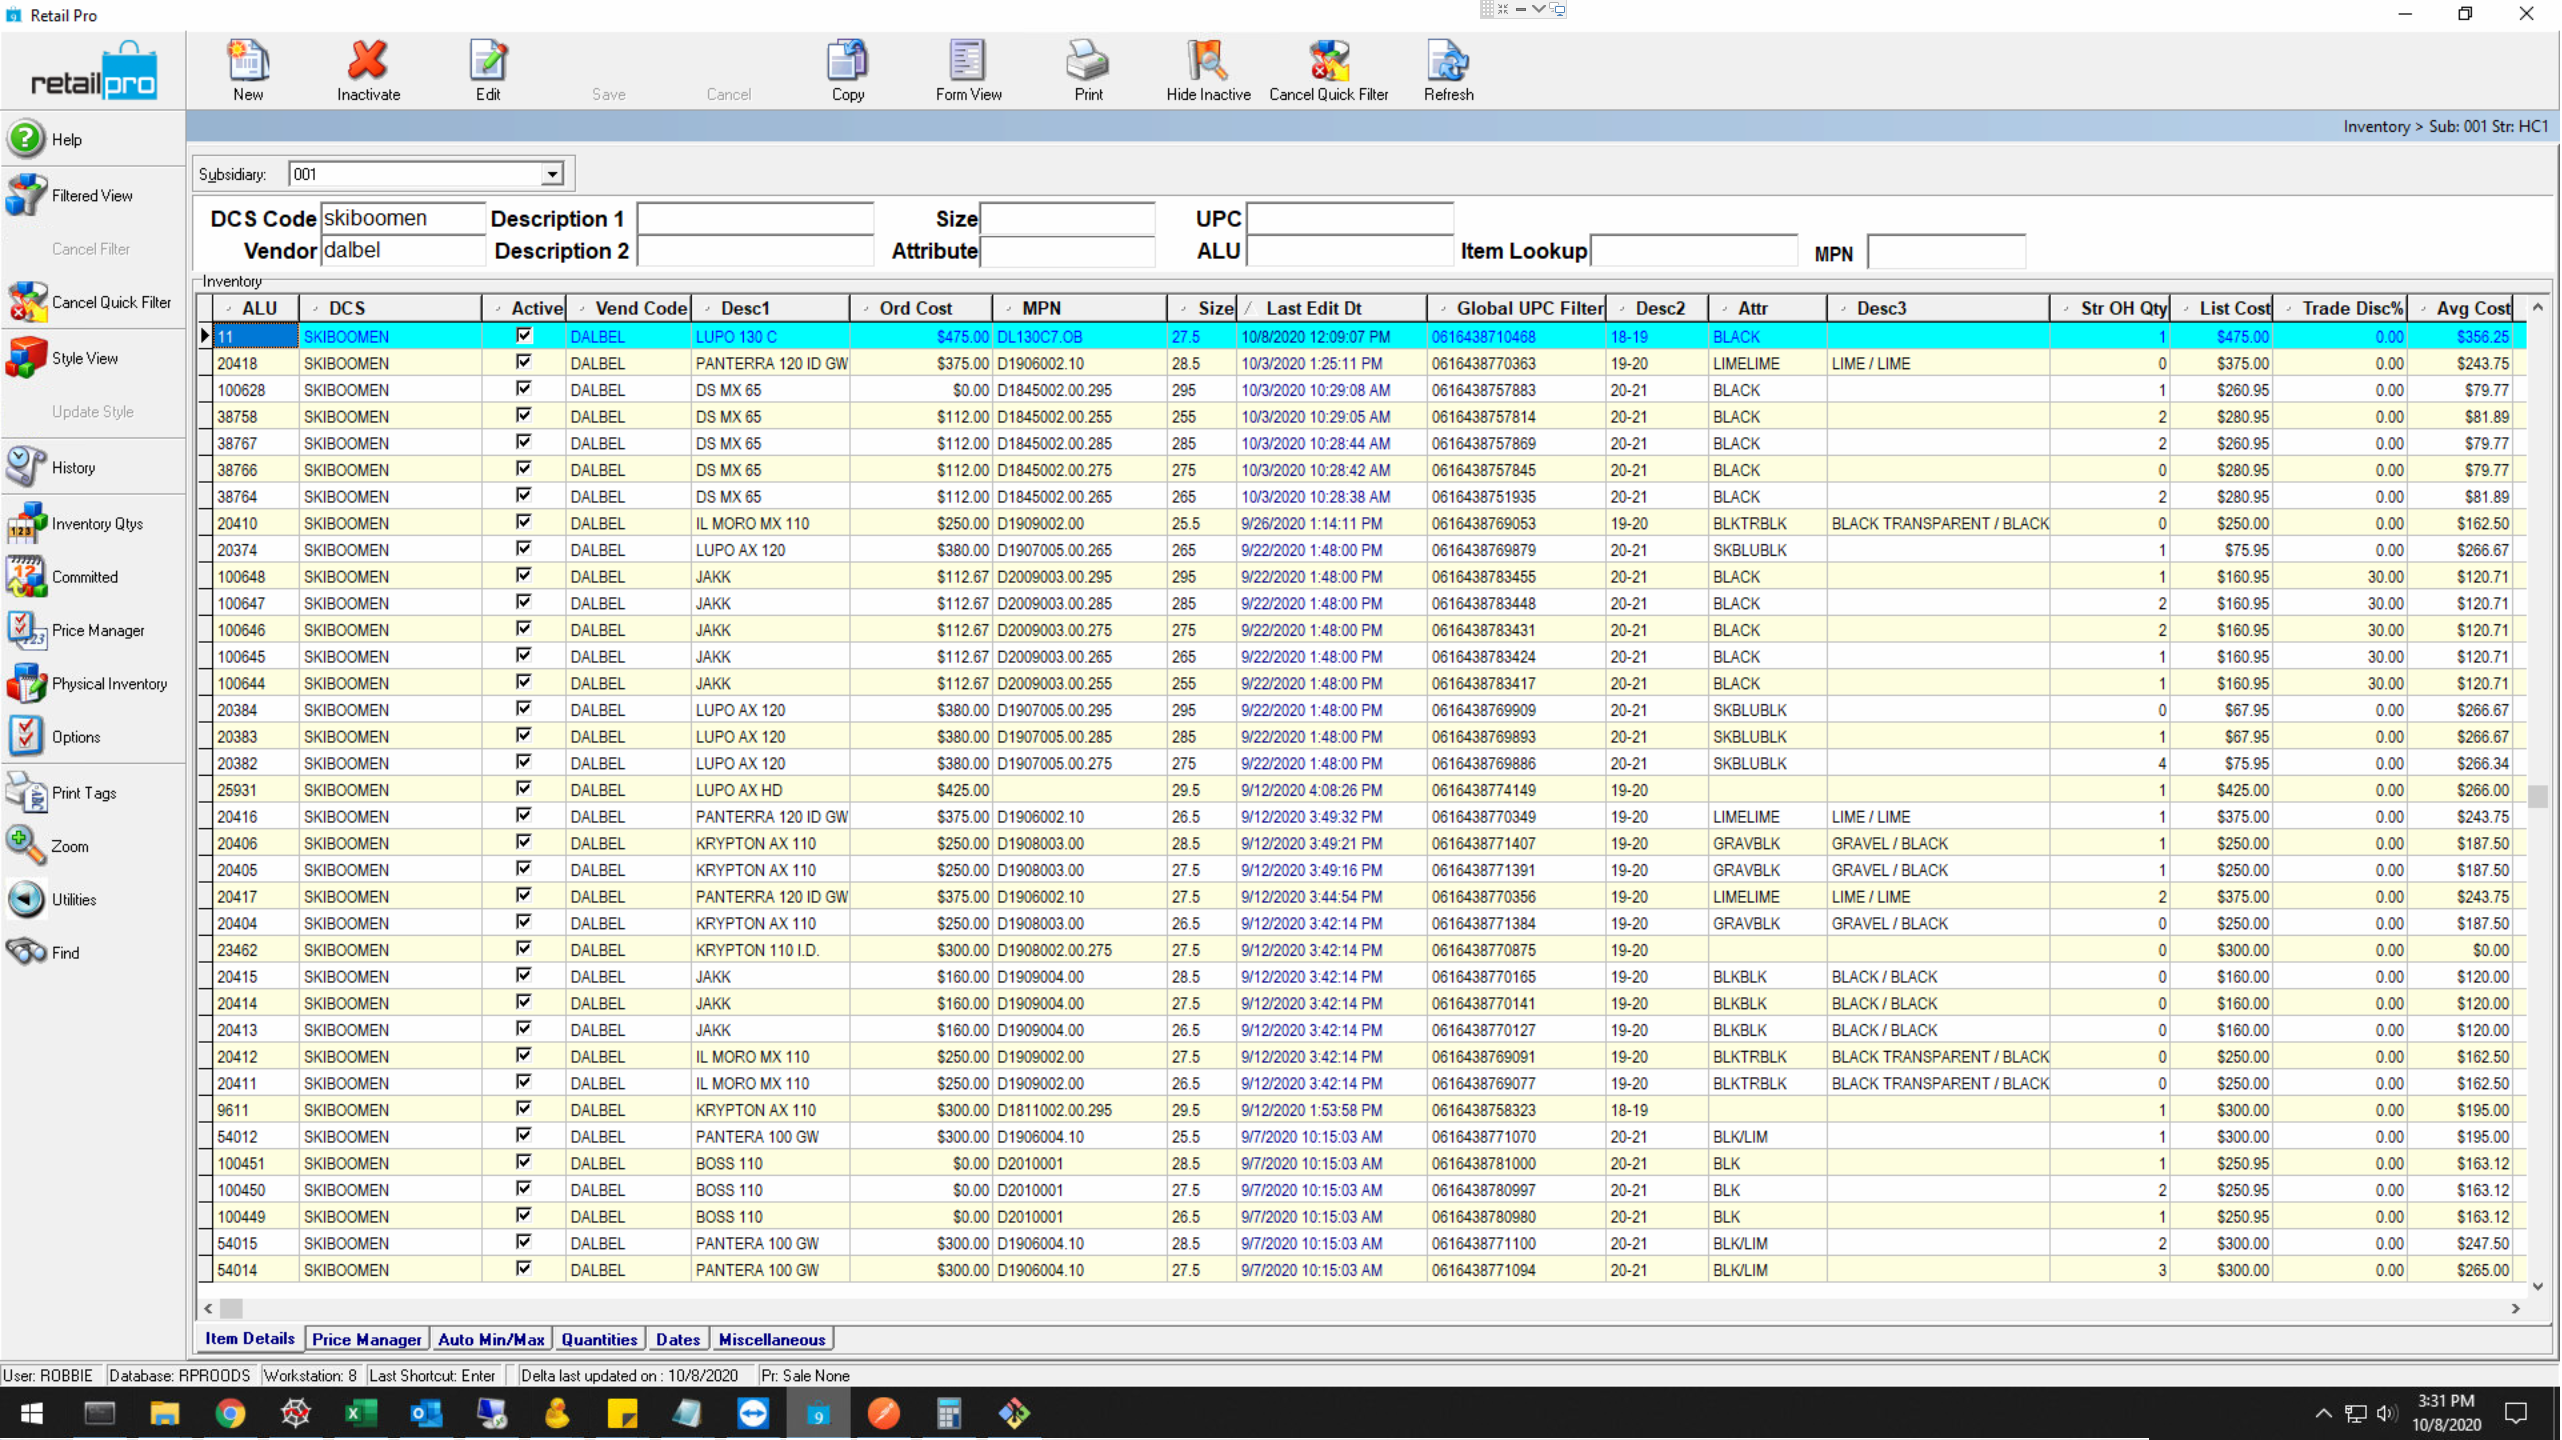 Retail Pro
retailpro
New Inactivate Edit Save Cancel Copy Form View Print Hide Inactive Cancel Quick Filter Refresh
Inventory > Sub: 001 Str: HC1
Help
Filtered View
Cancel Filter
Cancel Quick Filter
Style View
Update Style
History
Inventory Qtys
Committed
Price Manager
Physical Inventory
Options
Print Tags
Zoom
Utilities
Find
Subsidiary: 001
DCS Code skiboomen Description 1 Size UPC
Vendor dalbel Description 2 Attribute ALU Item Lookup MPN
Inventory
ALU DCS Active Vend Code Desc1 Ord Cost MPN Size Last Edit Dt Global UPC Filter Desc2 Attr Desc3 Str OH Qty List Cost Trade Disc% Avg Cost
11 SKIBOOMEN DALBEL LUPO 130 C $475.00 DL130C7.OB 27.5 10/8/2020 12:09:07 PM 0616438710468 18-19 BLACK 1 $475.00 0.00 $356.25
20418 SKIBOOMEN DALBEL PANTERRA 120 ID GW $375.00 D1906002.10 28.5 10/3/2020 1:25:11 PM 0616438770363 19-20 LIMELIME LIME / LIME 0 $375.00 0.00 $243.75
100628 SKIBOOMEN DALBEL DS MX 65 $0.00 D1845002.00.295 295 10/3/2020 10:29:08 AM 0616438757883 20-21 BLACK 1 $260.95 0.00 $79.77
38758 SKIBOOMEN DALBEL DS MX 65 $112.00 D1845002.00.255 255 10/3/2020 10:29:05 AM 0616438757814 20-21 BLACK 2 $280.95 0.00 $81.89
38767 SKIBOOMEN DALBEL DS MX 65 $112.00 D1845002.00.285 285 10/3/2020 10:28:44 AM 0616438757869 20-21 BLACK 2 $260.95 0.00 $79.77
38766 SKIBOOMEN DALBEL DS MX 65 $112.00 D1845002.00.275 275 10/3/2020 10:28:42 AM 0616438757845 20-21 BLACK 0 $280.95 0.00 $79.77
38764 SKIBOOMEN DALBEL DS MX 65 $112.00 D1845002.00.265 265 10/3/2020 10:28:38 AM 0616438751935 20-21 BLACK 2 $280.95 0.00 $81.89
20410 SKIBOOMEN DALBEL IL MORO MX 110 $250.00 D1909002.00 25.5 9/26/2020 1:14:11 PM 0616438769053 19-20 BLKTRBLK BLACK TRANSPARENT / BLACK 0 $250.00 0.00 $162.50
20374 SKIBOOMEN DALBEL LUPO AX 120 $380.00 D1907005.00.265 265 9/22/2020 1:48:00 PM 0616438769879 20-21 SKBLUBLK 1 $75.95 0.00 $266.67
100648 SKIBOOMEN DALBEL JAKK $112.67 D2009003.00.295 295 9/22/2020 1:48:00 PM 0616438783455 20-21 BLACK 1 $160.95 30.00 $120.71
100647 SKIBOOMEN DALBEL JAKK $112.67 D2009003.00.285 285 9/22/2020 1:48:00 PM 0616438783448 20-21 BLACK 2 $160.95 30.00 $120.71
100646 SKIBOOMEN DALBEL JAKK $112.67 D2009003.00.275 275 9/22/2020 1:48:00 PM 0616438783431 20-21 BLACK 2 $160.95 30.00 $120.71
100645 SKIBOOMEN DALBEL JAKK $112.67 D2009003.00.265 265 9/22/2020 1:48:00 PM 0616438783424 20-21 BLACK 1 $160.95 30.00 $120.71
100644 SKIBOOMEN DALBEL JAKK $112.67 D2009003.00.255 255 9/22/2020 1:48:00 PM 0616438783417 20-21 BLACK 1 $160.95 30.00 $120.71
20384 SKIBOOMEN DALBEL LUPO AX 120 $380.00 D1907005.00.295 295 9/22/2020 1:48:00 PM 0616438769909 20-21 SKBLUBLK 0 $67.95 0.00 $266.67
20383 SKIBOOMEN DALBEL LUPO AX 120 $380.00 D1907005.00.285 285 9/22/2020 1:48:00 PM 0616438769893 20-21 SKBLUBLK 1 $67.95 0.00 $266.67
20382 SKIBOOMEN DALBEL LUPO AX 120 $380.00 D1907005.00.275 275 9/22/2020 1:48:00 PM 0616438769886 20-21 SKBLUBLK 4 $75.95 0.00 $266.34
25931 SKIBOOMEN DALBEL LUPO AX HD $425.00 29.5 9/12/2020 4:08:26 PM 0616438774149 19-20 1 $425.00 0.00 $266.00
20416 SKIBOOMEN DALBEL PANTERRA 120 ID GW $375.00 D1906002.10 26.5 9/12/2020 3:49:32 PM 0616438770349 19-20 LIMELIME LIME / LIME 1 $375.00 0.00 $243.75
20406 SKIBOOMEN DALBEL KRYPTON AX 110 $250.00 D1908003.00 28.5 9/12/2020 3:49:21 PM 0616438771407 19-20 GRAVBLK GRAVEL / BLACK 1 $250.00 0.00 $187.50
20405 SKIBOOMEN DALBEL KRYPTON AX 110 $250.00 D1908003.00 27.5 9/12/2020 3:49:16 PM 0616438771391 19-20 GRAVBLK GRAVEL / BLACK 1 $250.00 0.00 $187.50
20417 SKIBOOMEN DALBEL PANTERRA 120 ID GW $375.00 D1906002.10 27.5 9/12/2020 3:44:54 PM 0616438770356 19-20 LIMELIME LIME / LIME 2 $375.00 0.00 $243.75
20404 SKIBOOMEN DALBEL KRYPTON AX 110 $250.00 D1908003.00 26.5 9/12/2020 3:42:14 PM 0616438771384 19-20 GRAVBLK GRAVEL / BLACK 0 $250.00 0.00 $187.50
23462 SKIBOOMEN DALBEL KRYPTON 110 I.D. $300.00 D1908002.00.275 27.5 9/12/2020 3:42:14 PM 0616438770875 19-20 0 $300.00 0.00 $0.00
20415 SKIBOOMEN DALBEL JAKK $160.00 D1909004.00 28.5 9/12/2020 3:42:14 PM 0616438770165 19-20 BLKBLK BLACK / BLACK 0 $160.00 0.00 $120.00
20414 SKIBOOMEN DALBEL JAKK $160.00 D1909004.00 27.5 9/12/2020 3:42:14 PM 0616438770141 19-20 BLKBLK BLACK / BLACK 0 $160.00 0.00 $120.00
20413 SKIBOOMEN DALBEL JAKK $160.00 D1909004.00 26.5 9/12/2020 3:42:14 PM 0616438770127 19-20 BLKBLK BLACK / BLACK 0 $160.00 0.00 $120.00
20412 SKIBOOMEN DALBEL IL MORO MX 110 $250.00 D1909002.00 27.5 9/12/2020 3:42:14 PM 0616438769091 19-20 BLKTRBLK BLACK TRANSPARENT / BLACK 0 $250.00 0.00 $162.50
20411 SKIBOOMEN DALBEL IL MORO MX 110 $250.00 D1909002.00 26.5 9/12/2020 3:42:14 PM 0616438769077 19-20 BLKTRBLK BLACK TRANSPARENT / BLACK 0 $250.00 0.00 $162.50
9611 SKIBOOMEN DALBEL KRYPTON AX 110 $300.00 D1811002.00.295 29.5 9/12/2020 1:53:58 PM 0616438758323 18-19 1 $300.00 0.00 $195.00
54012 SKIBOOMEN DALBEL PANTERA 100 GW $300.00 D1906004.10 25.5 9/7/2020 10:15:03 AM 0616438771070 20-21 BLK/LIM 1 $300.00 0.00 $195.00
100451 SKIBOOMEN DALBEL BOSS 110 $0.00 D2010001 28.5 9/7/2020 10:15:03 AM 0616438781000 20-21 BLK 1 $250.95 0.00 $163.12
100450 SKIBOOMEN DALBEL BOSS 110 $0.00 D2010001 27.5 9/7/2020 10:15:03 AM 0616438780997 20-21 BLK 2 $250.95 0.00 $163.12
100449 SKIBOOMEN DALBEL BOSS 110 $0.00 D2010001 26.5 9/7/2020 10:15:03 AM 0616438780980 20-21 BLK 1 $250.95 0.00 $163.12
54015 SKIBOOMEN DALBEL PANTERA 100 GW $300.00 D1906004.10 28.5 9/7/2020 10:15:03 AM 0616438771100 20-21 BLK/LIM 2 $300.00 0.00 $247.50
54014 SKIBOOMEN DALBEL PANTERA 100 GW $300.00 D1906004.10 27.5 9/7/2020 10:15:03 AM 0616438771094 20-21 BLK/LIM 3 $300.00 0.00 $265.00
Item Details Price Manager Auto Min/Max Quantities Dates Miscellaneous
User: ROBBIE Database: RPROODS Workstation: 8 Last Shortcut: Enter Delta last updated on : 10/8/2020 Pr: Sale None
3:31 PM
10/8/2020